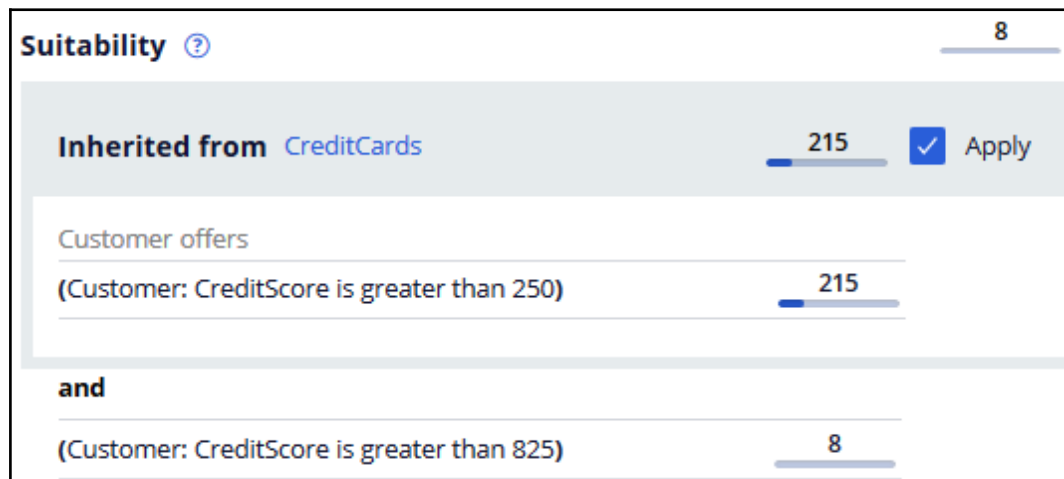 Suitability ?
8
Inherited from CreditCards 215 Apply
Customer offers
(Customer: CreditScore is greater than 250) 215
and
(Customer: CreditScore is greater than 825) 8